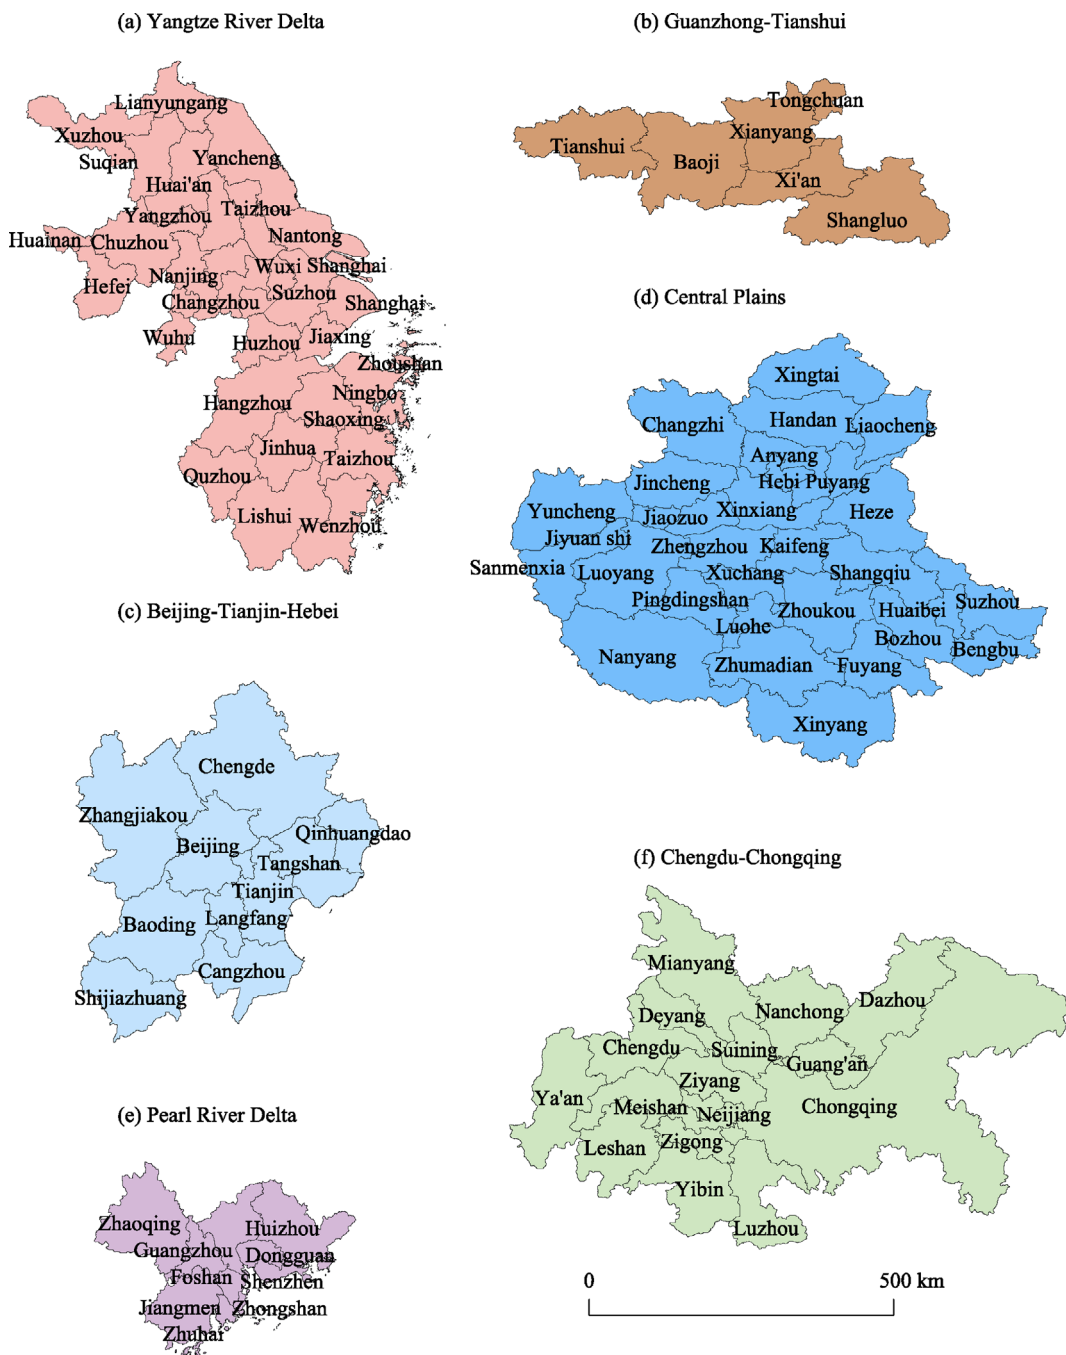 (a) Yangtze River Delta
Lianyungang
Xuzhou
Suqian
Yancheng
Huai'an
Yangzhou
Taizhou
Huainan
Chuzhou
Nantong
Hefei
Nanjing
Wuxi
Shanghai
Changzhou
Suzhou
Shanghai
Wuhu
Huzhou
Jiaxing
Zhoushan
Hangzhou
Ningbo
Shaoxing
Jinhua
Taizhou
Quzhou
Lishui
Wenzhou
(b) Guanzhong-Tianshui
Tongchuan
Xianyang
Tianshui
Baoji
Xi'an
Shangluo
(c) Beijing-Tianjin-Hebei
Chengde
Zhangjiakou
Beijing
Qinhuangdao
Tangshan
Tianjin
Baoding
Langfang
Cangzhou
Shijiazhuang
(d) Central Plains
Xingtai
Changzhi
Handan
Liaocheng
Anyang
Jincheng
Hebi
Puyang
Yuncheng
Jiaozuo
Xinxiang
Heze
Jiyuan shi
Zhengzhou
Kaifeng
Sanmenxia
Luoyang
Xuchang
Shangqiu
Pingdingshan
Zhoukou
Huaibei
Suzhou
Luohe
Bozhou
Bengbu
Nanyang
Zhumadian
Fuyang
Xinyang
(e) Pearl River Delta
Zhaoqing
Huizhou
Guangzhou
Dongguan
Foshan
Shenzhen
Jiangmen
Zhongshan
Zhuhai
(f) Chengdu-Chongqing
Mianyang
Dazhou
Deyang
Nanchong
Chengdu
Suining
Guang'an
Ziyang
Ya'an
Meishan
Neijiang
Chongqing
Leshan
Zigong
Yibin
Luzhou
0
500 km